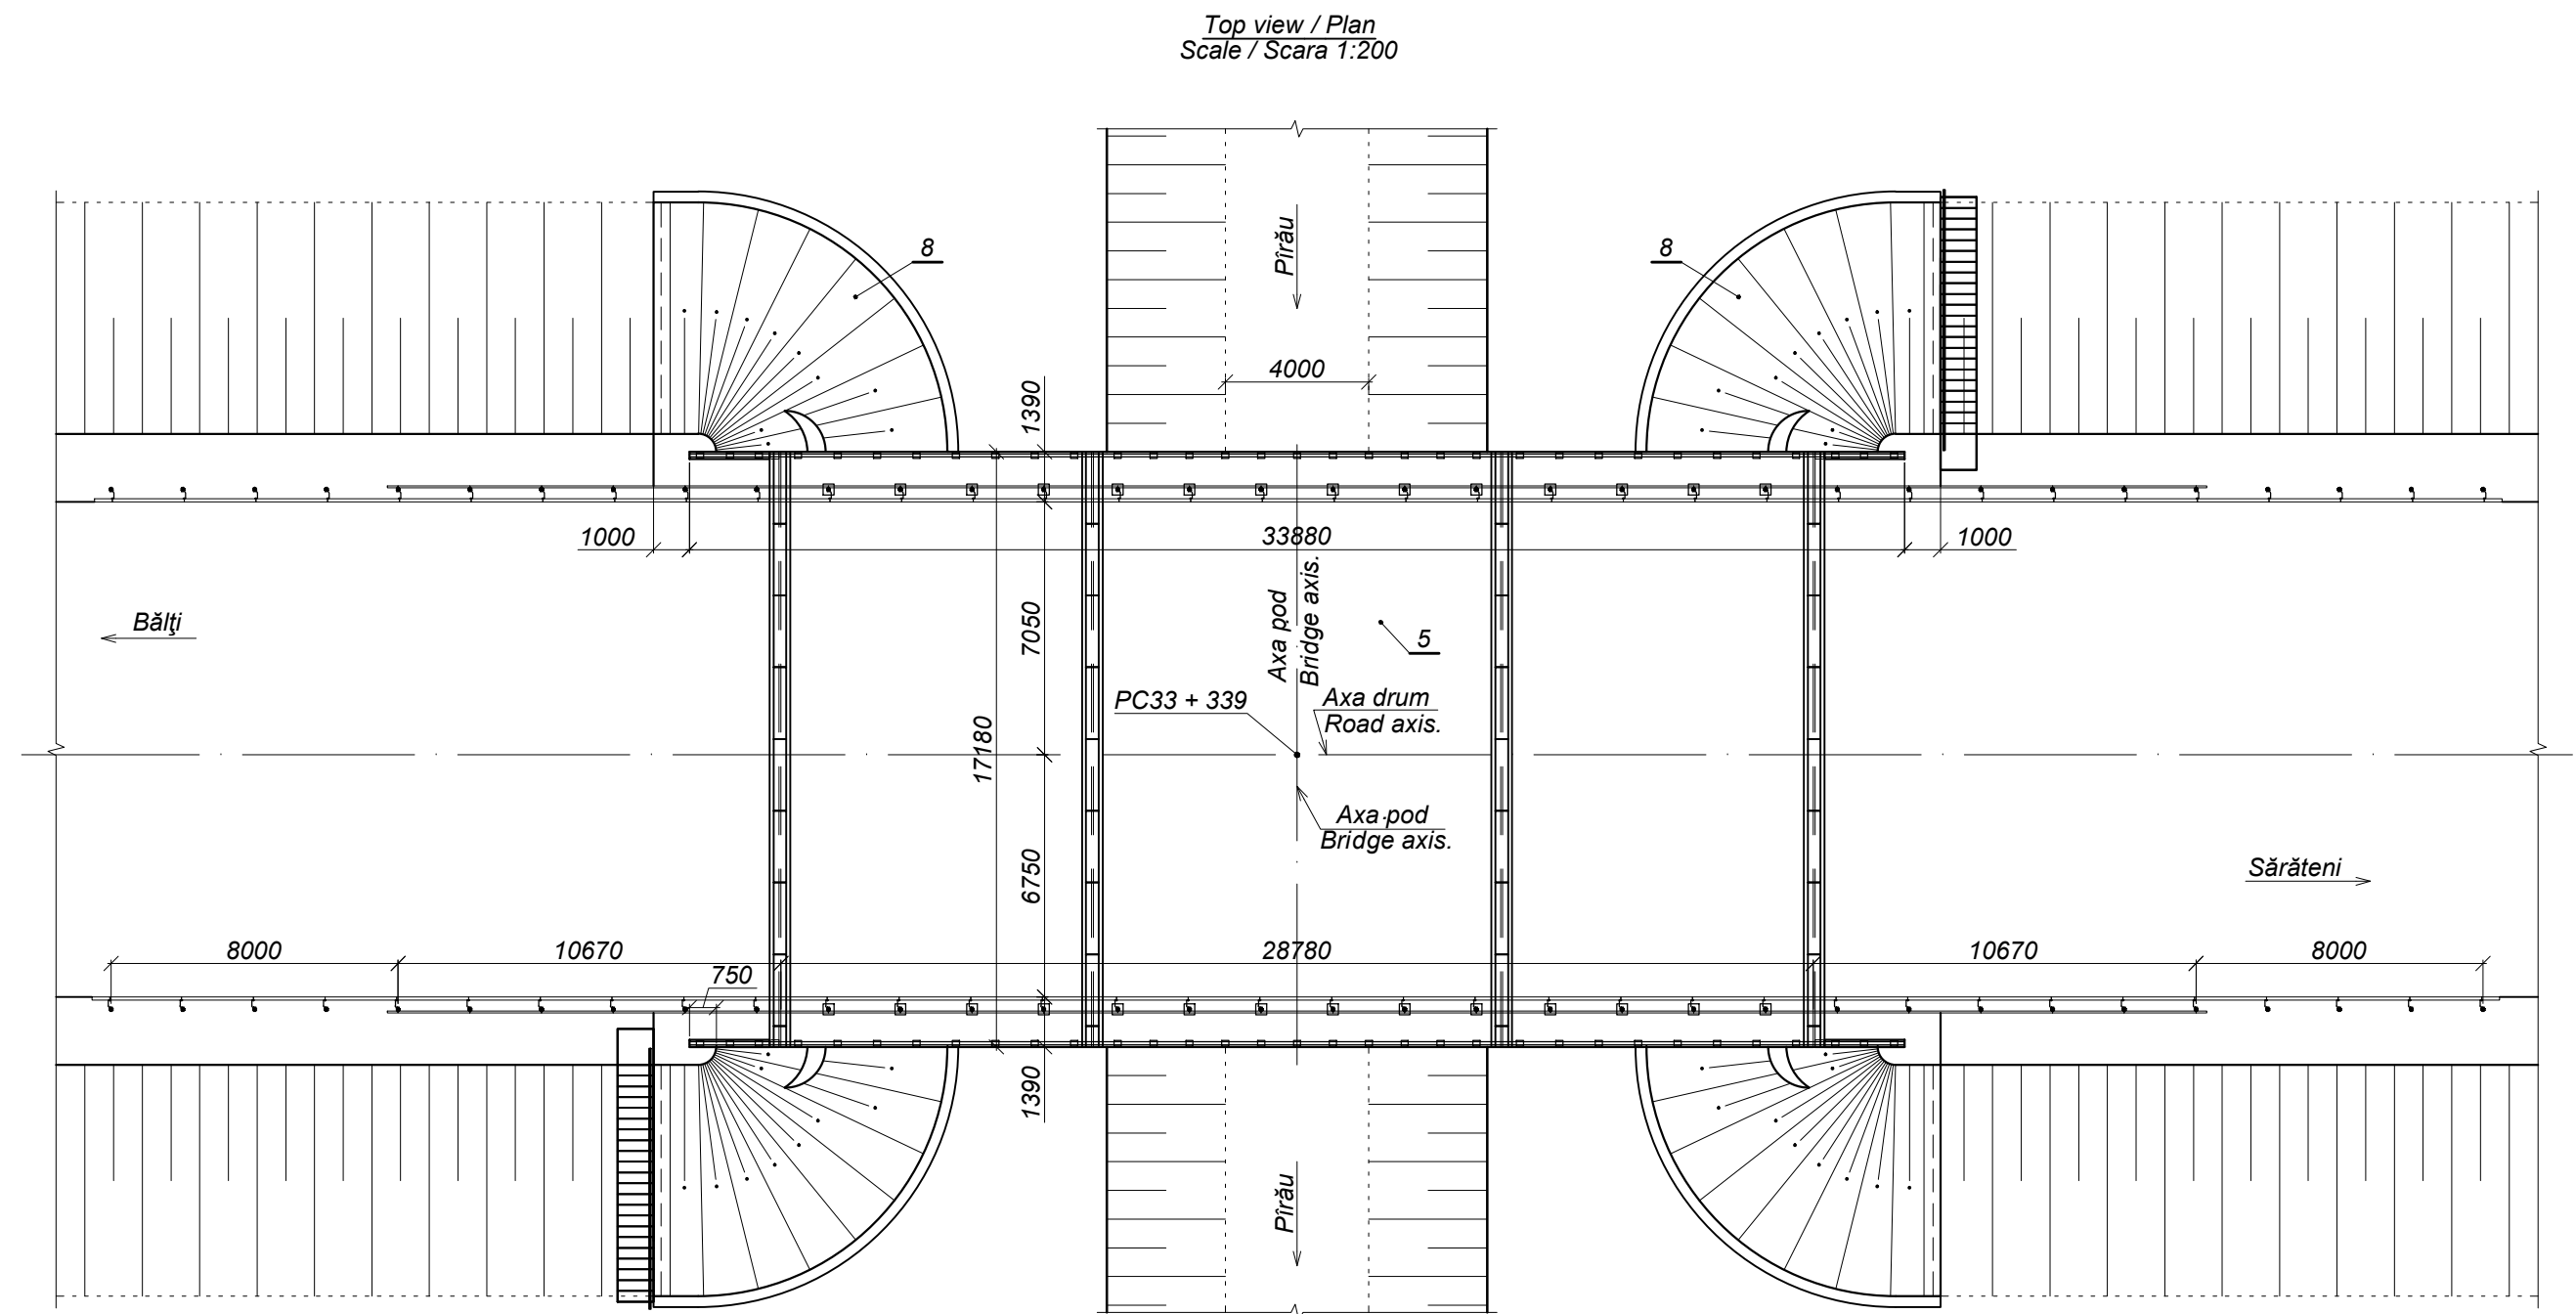 Top view / Plan
Scale / Scara 1:200
Pîrău
8
8
4000
1390
1000
33880
1000
Axa pod
Bridge axis.
Bălţi
7050
5
PC33 + 339
Axa drum
Road axis.
17180
Axa pod
Bridge axis.
6750
Sărăteni
8000
10670
28780
10670
8000
750
1390
Pîrău